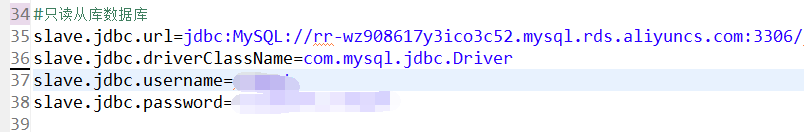 34 #只读从库数据库
35 slave.jdbc.url=jdbc:MySQL://rr-wz908617y3ico3c52.mysql.rds.aliyuncs.com:3306/
36 slave.jdbc.driverClassName=com.mysql.jdbc.Driver
37 slave.jdbc.username=
38 slave.jdbc.password=
39